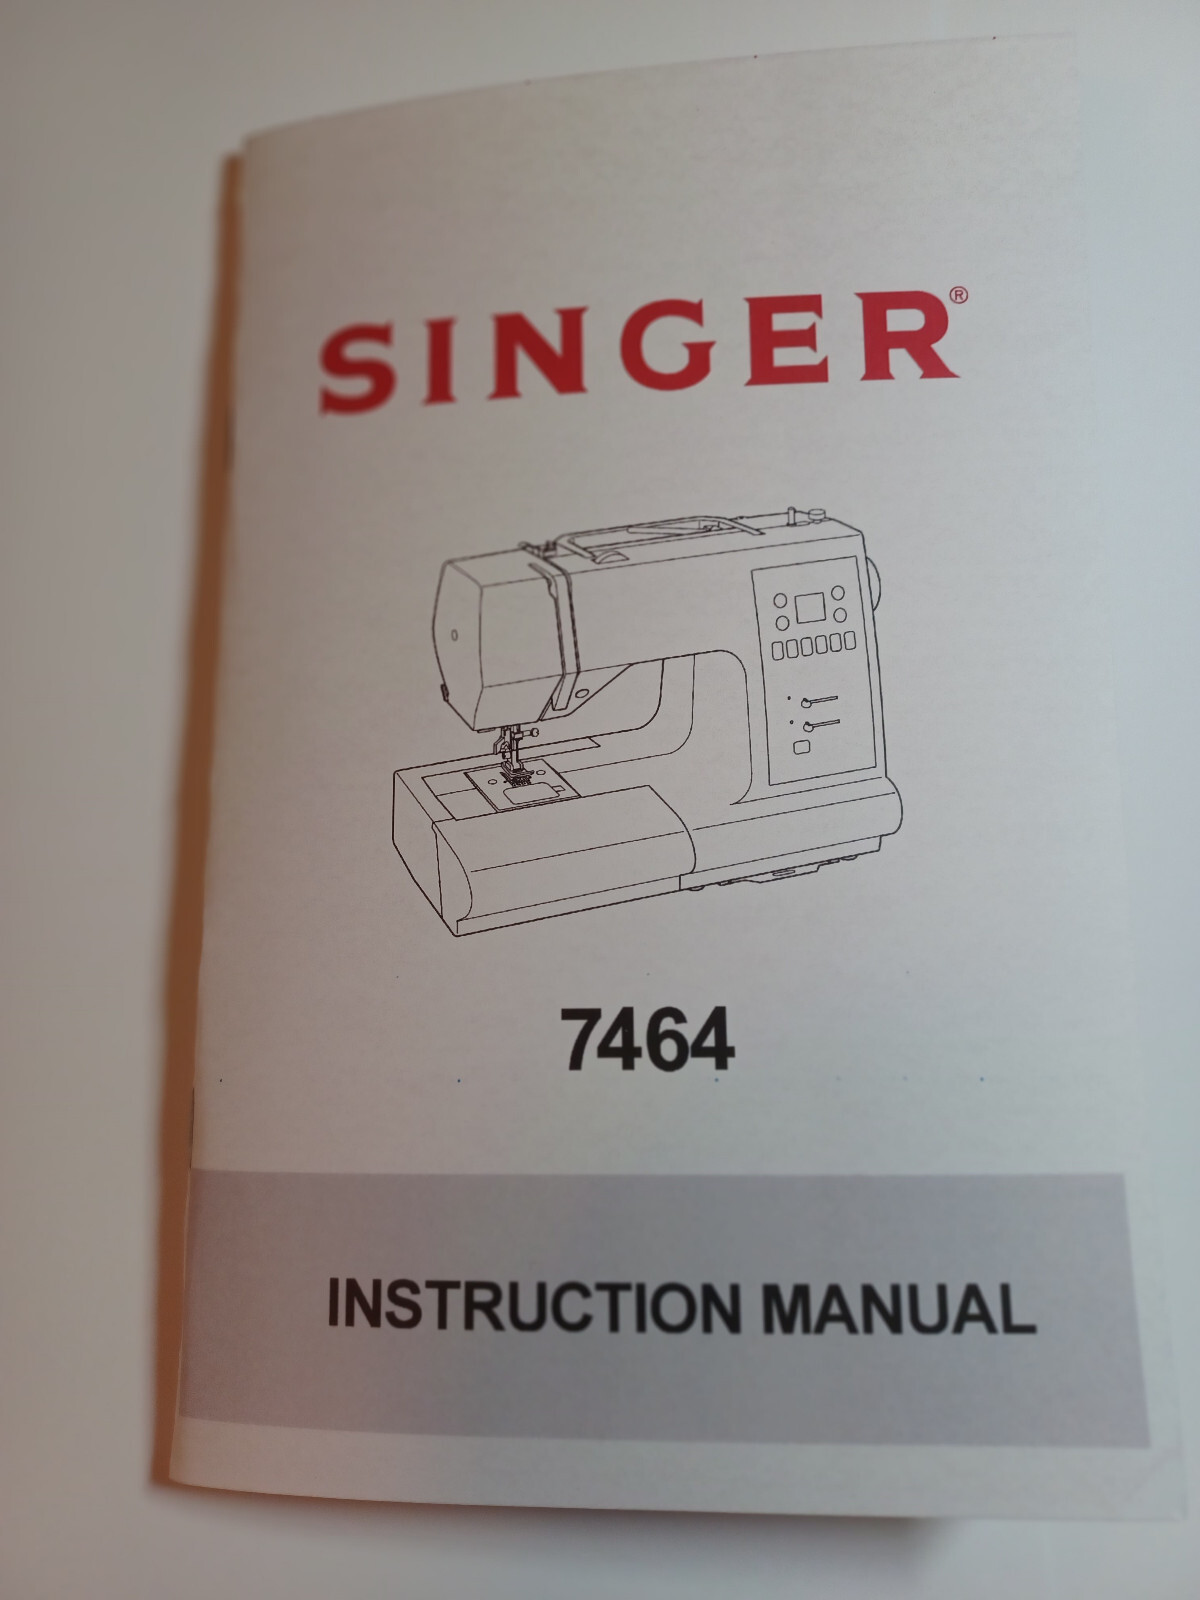 SINGER®
7464
INSTRUCTION MANUAL